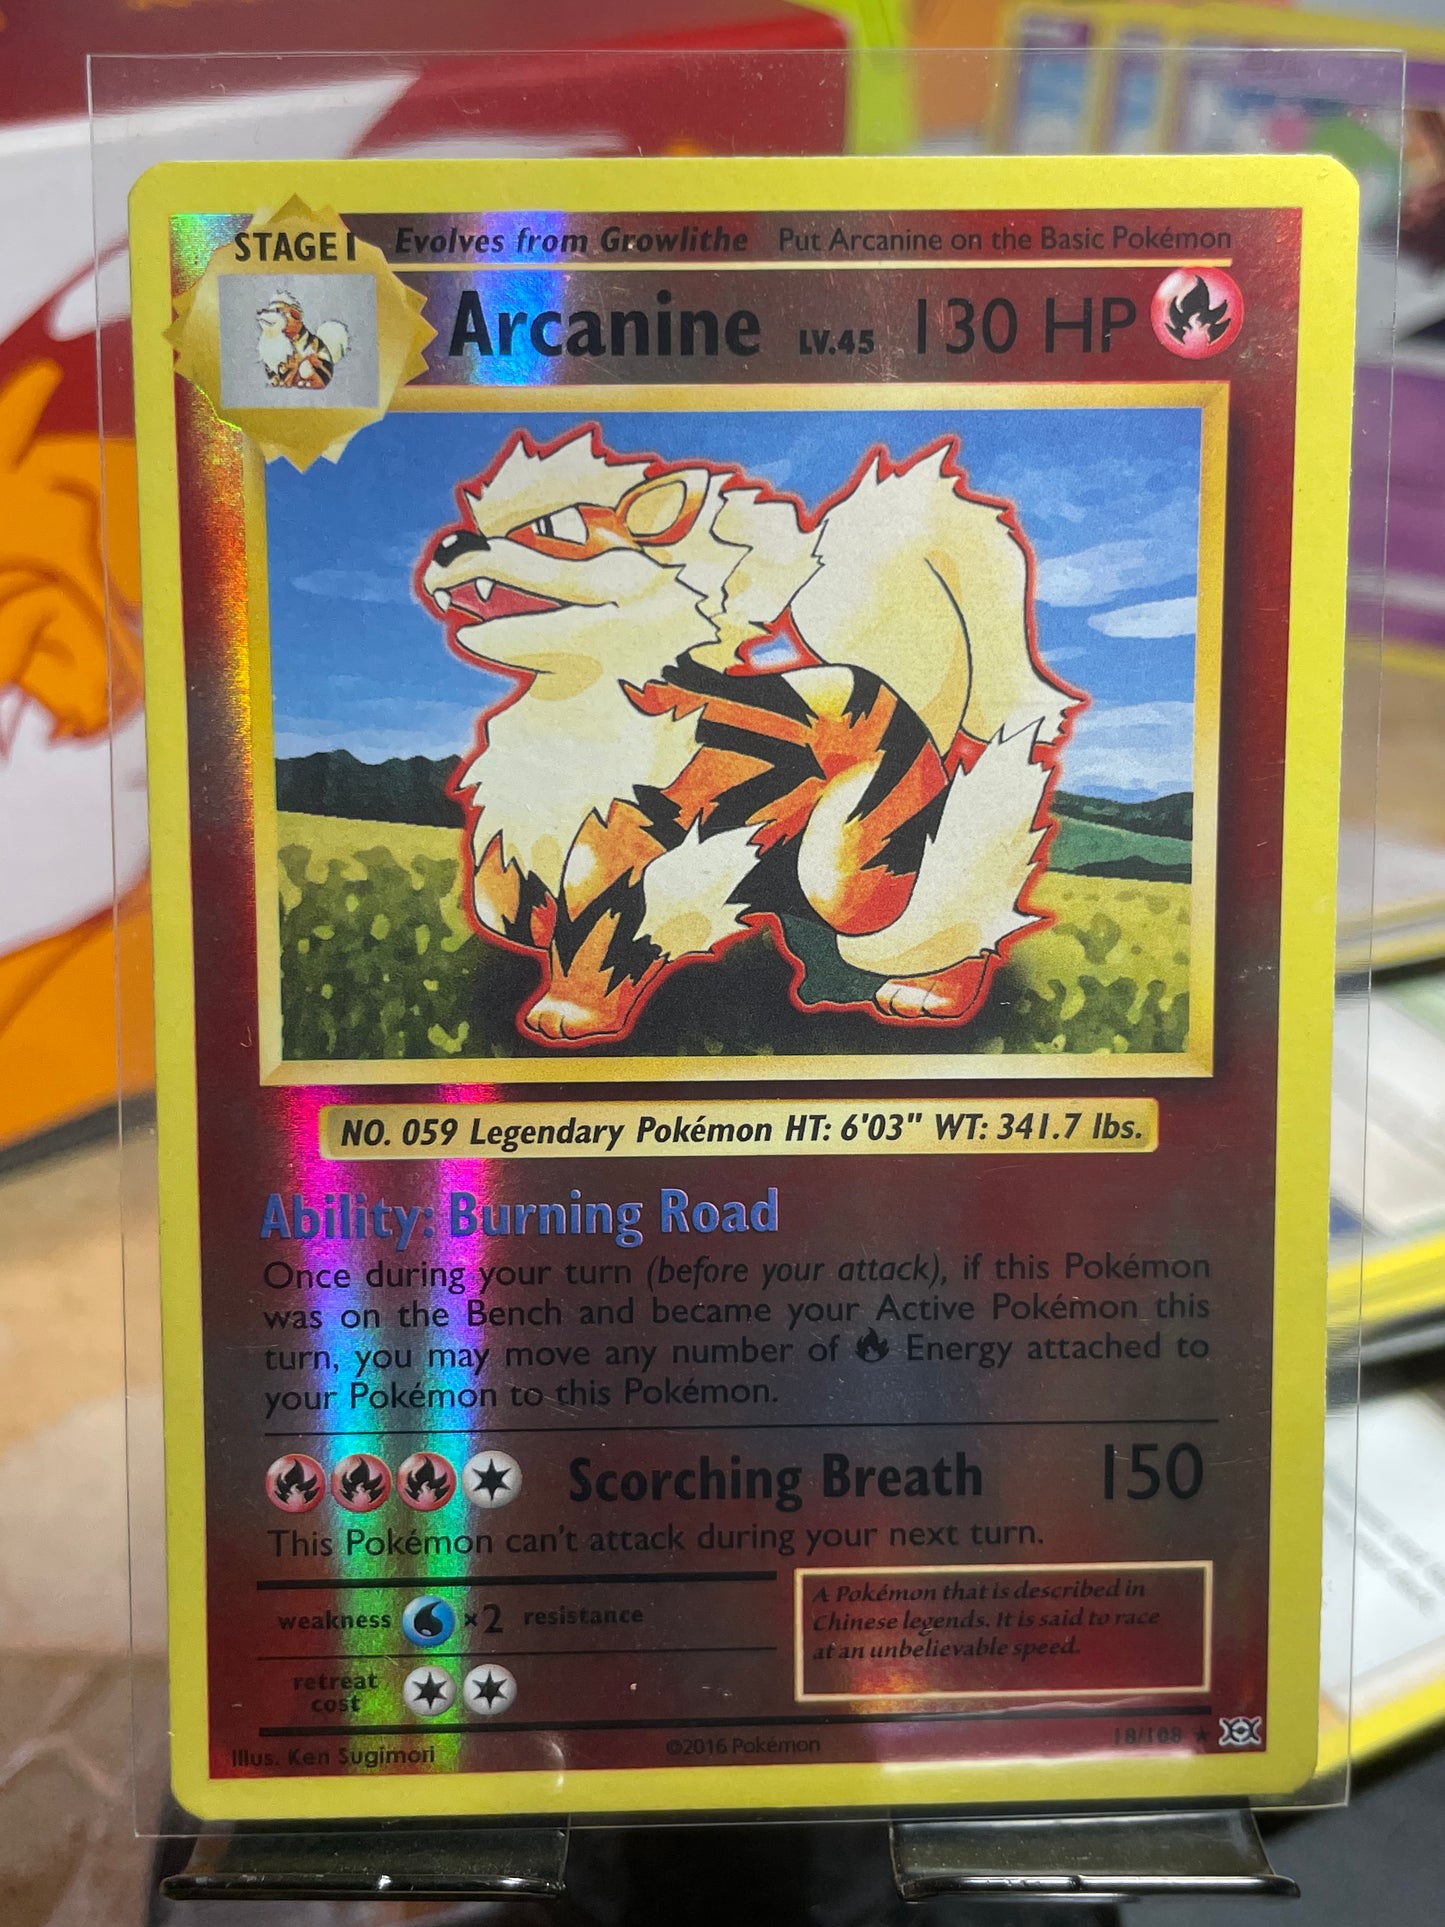 STAGE 1 Evolves from Growlithe Put Arcanine on the Basic Pokémon
Arcanine LV.45 130 HP
NO. 059 Legendary Pokémon HT: 6'03" WT: 341.7 lbs.
Ability: Burning Road
Once during your turn (before your attack), if this Pokémon
was on the Bench and became your Active Pokémon this
turn, you may move any number of Energy attached to
your Pokémon to this Pokémon.
Scorching Breath 150
This Pokémon can't attack during your next turn.
weakness ×2 resistance
retreat
cost
A Pokémon that is described in
Chinese legends. It is said to race
at an unbelievable speed.
Illus. Ken Sugimori ©2016 Pokémon 18/108 ★